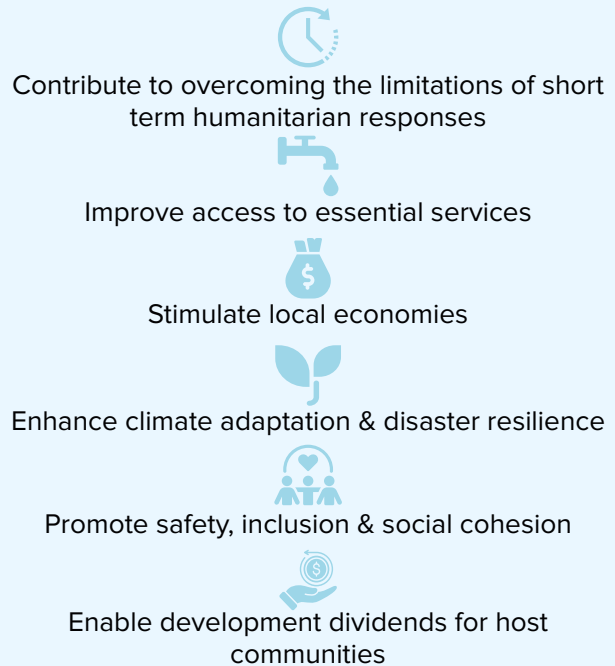 Contribute to overcoming the limitations of short
term humanitarian responses
Improve access to essential services
$
Stimulate local economies
Enhance climate adaptation & disaster resilience
Promote safety, inclusion & social cohesion
$
Enable development dividends for host
communities